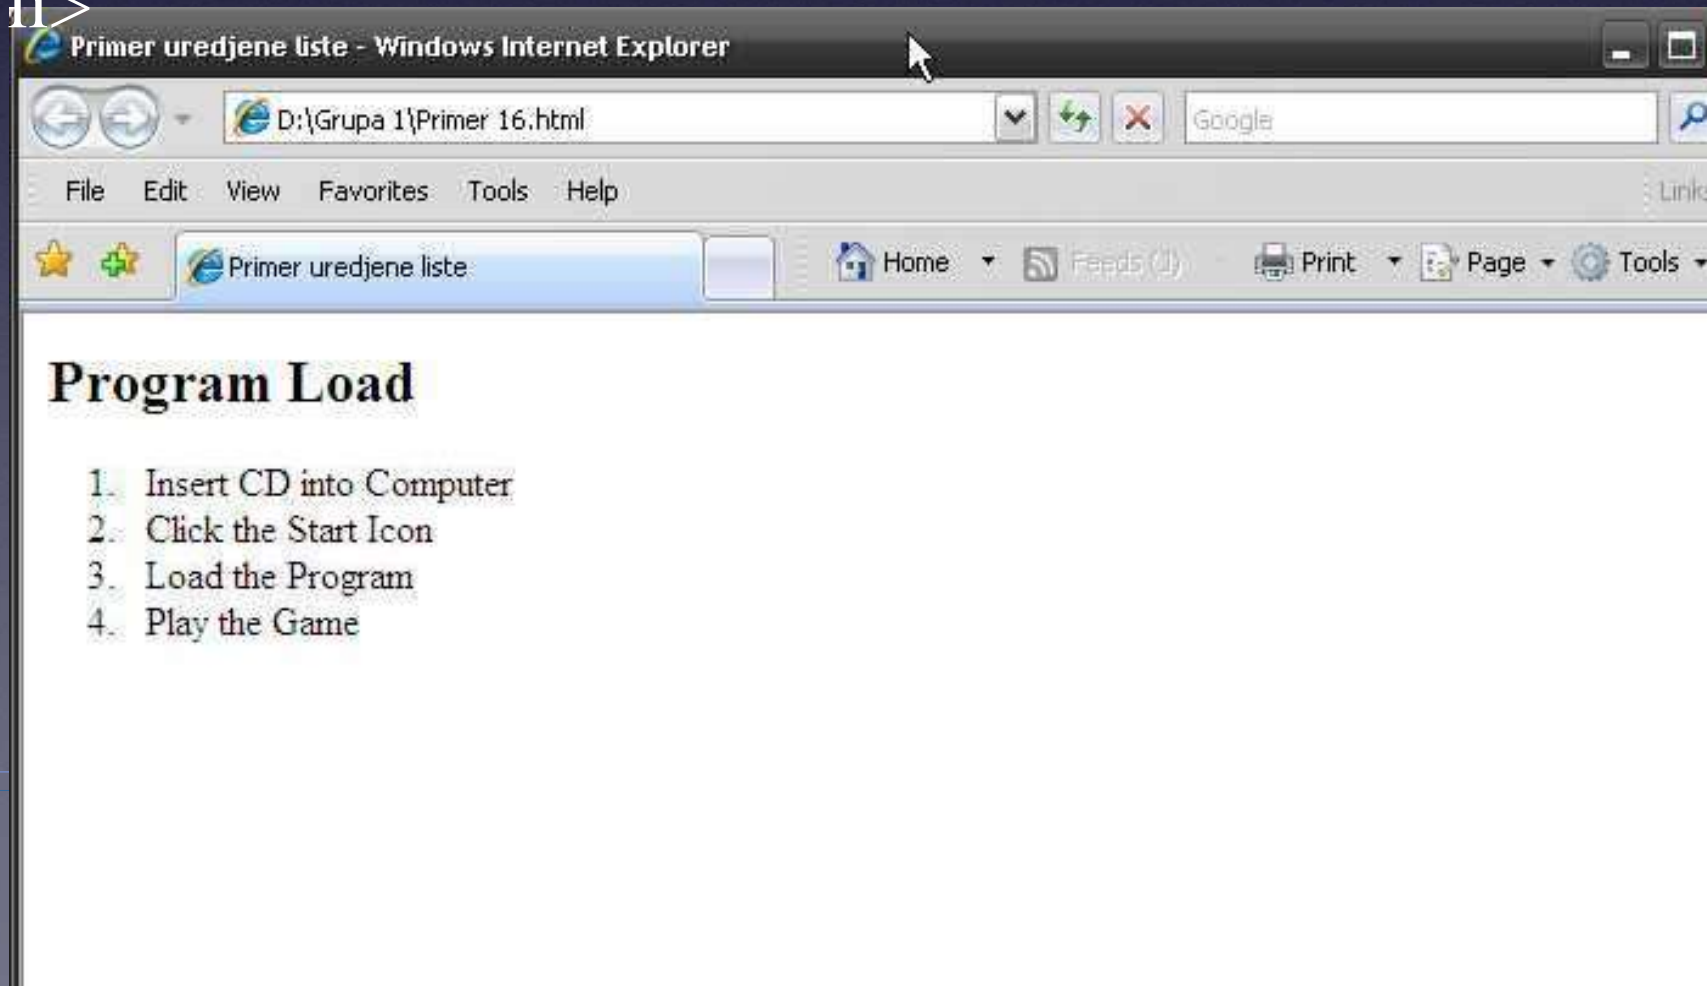 Primer uredjene liste - Windows Internet Explorer
D:\Grupa 1\Primer 16.html
Google
File Edit View Favorites Tools Help
Primer uredjene liste
Home Feeds (J) Print Page Tools
Program Load
1. Insert CD into Computer
2. Click the Start Icon
3. Load the Program
4. Play the Game